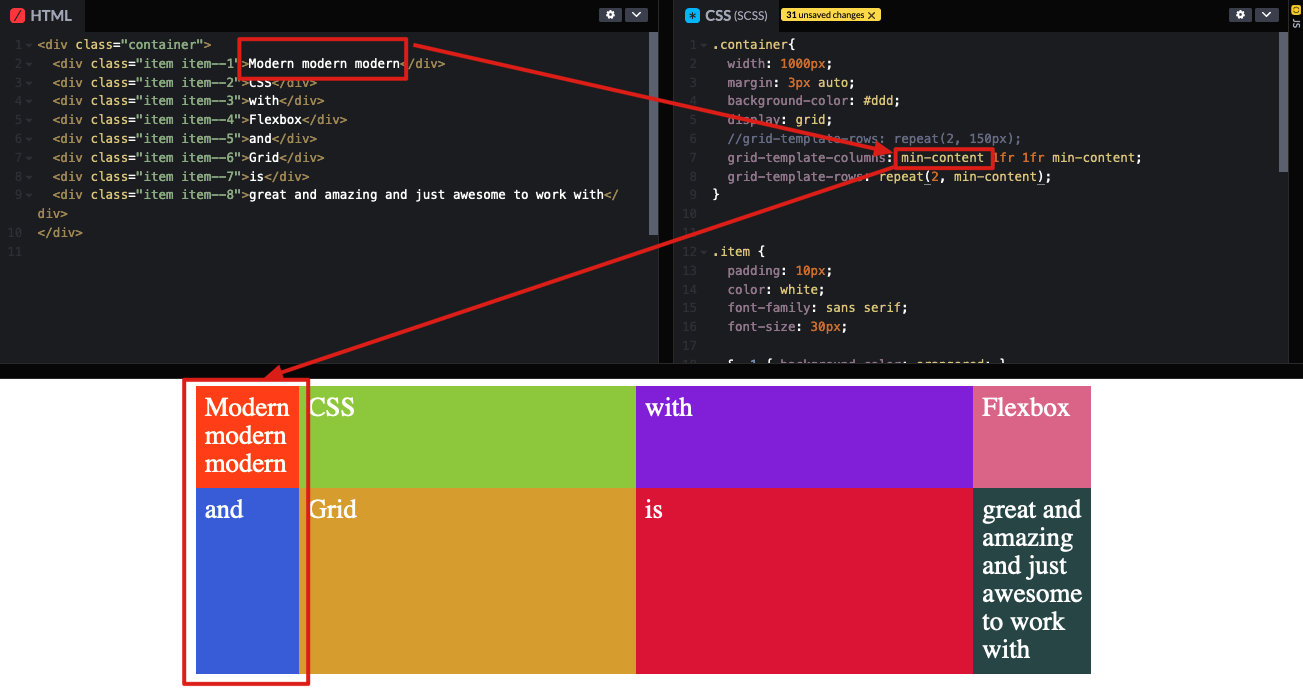 HTML
1 <div class="container">
2 <div class="item item--1">Modern modern modern</div>
3 <div class="item item--2">CSS</div>
4 <div class="item item--3">with</div>
5 <div class="item item--4">Flexbox</div>
6 <div class="item item--5">and</div>
7 <div class="item item--6">Grid</div>
8 <div class="item item--7">is</div>
9 <div class="item item--8">great and amazing and just awesome to work with</
div>
10 </div>
11
CSS (SCSS) 31 unsaved changes X
JS
1 .container{
2 width: 1000px;
3 margin: 3px auto;
4 background-color: #ddd;
5 display: grid;
6 //grid-template-rows: repeat(2, 150px);
7 grid-template-columns: min-content 1fr 1fr min-content;
8 grid-template-rows: repeat(2, min-content);
9 }
10
11
12 .item {
13 padding: 10px;
14 color: white;
15 font-family: sans serif;
16 font-size: 30px;
17
18 &--1 { background-color: orangered; }
Modern
modern
modern
CSS
with
Flexbox
and
Grid
is
great and
amazing
and just
awesome
to work
with